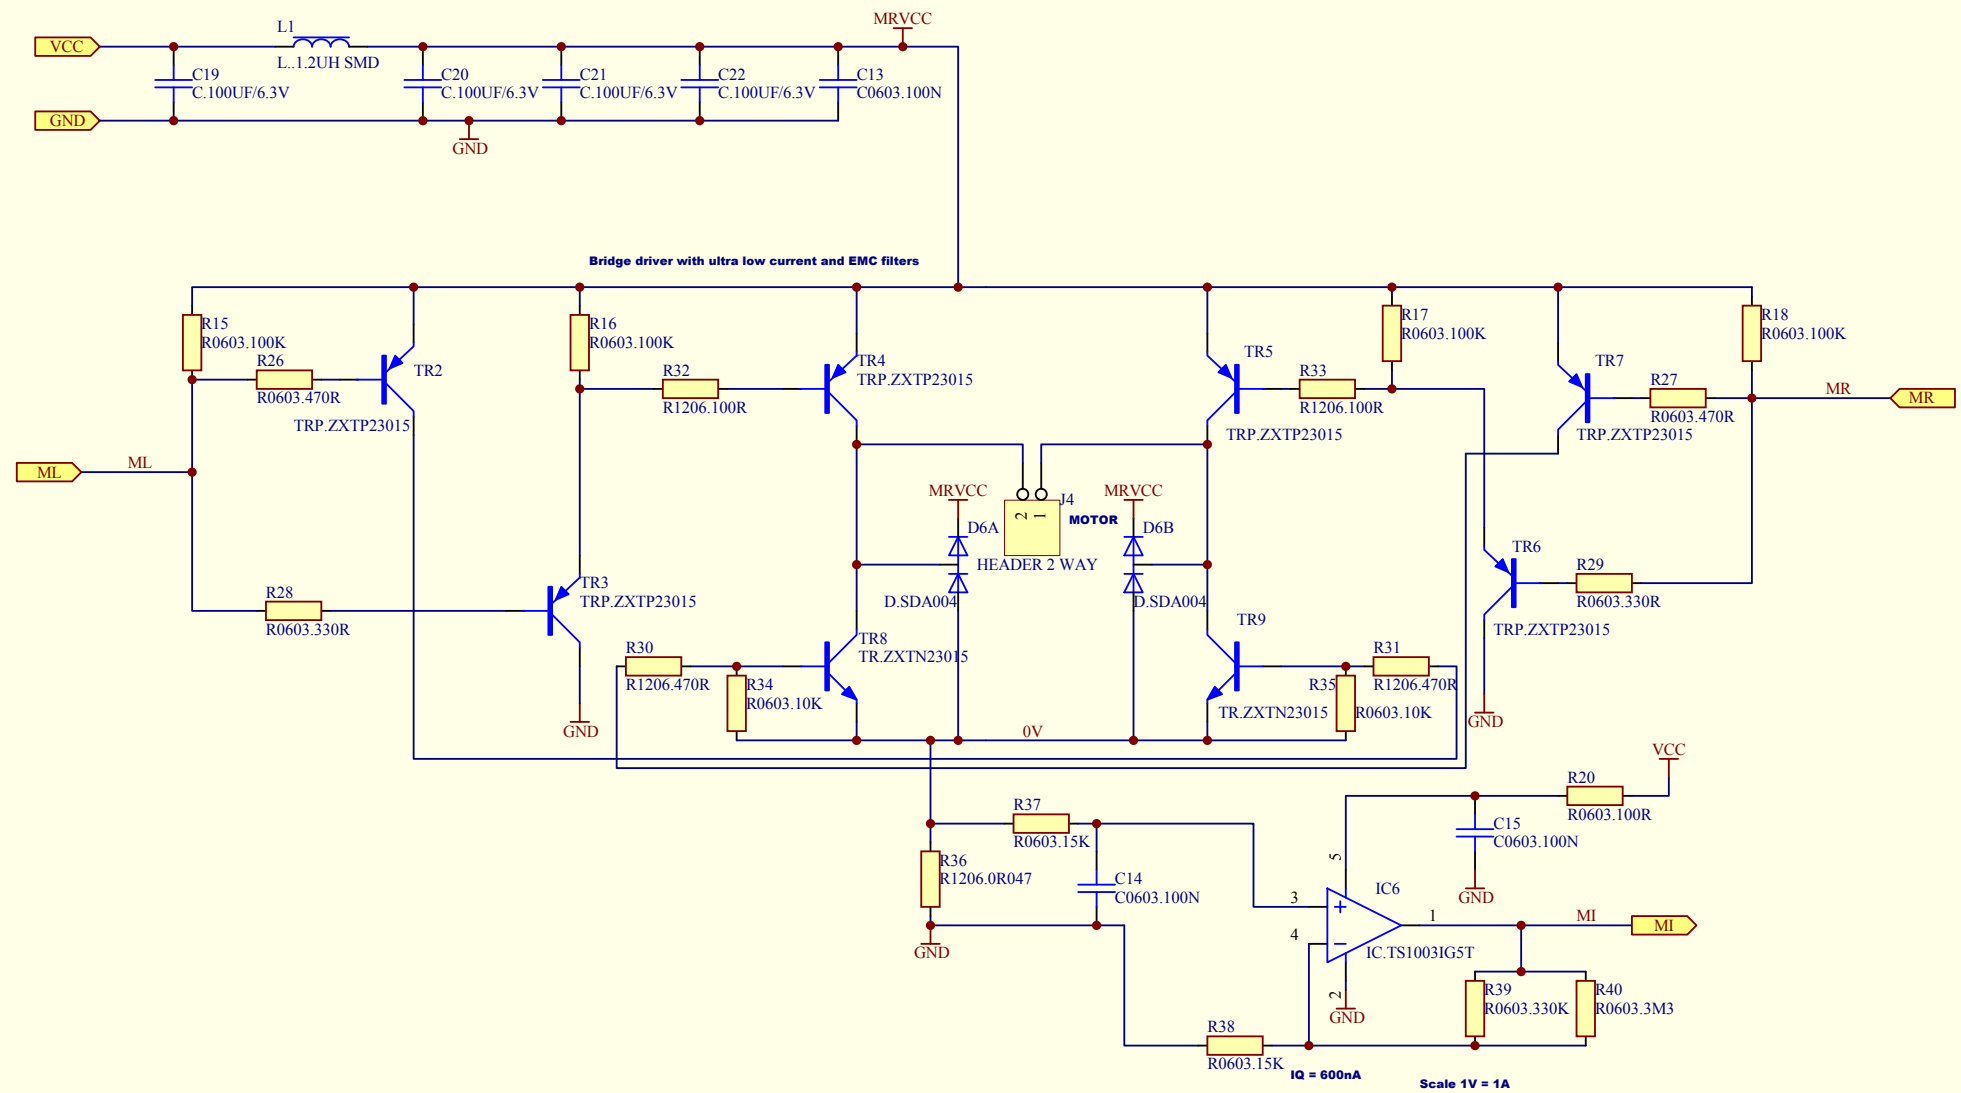 MRVCC
L1
VCC
L..1.2UH SMD
C19
C.100UF/6.3V
C20
C.100UF/6.3V
C21
C.100UF/6.3V
C22
C.100UF/6.3V
C13
C0603.100N
GND
GND
Bridge driver with ultra low current and EMC filters
R15
R0603.100K
R26
R0603.470R
TR2
TRP.ZXTP23015
R16
R0603.100K
R32
R1206.100R
TR4
TRP.ZXTP23015
TR5
TRP.ZXTP23015
R33
R1206.100R
R17
R0603.100K
TR7
TRP.ZXTP23015
R27
R0603.470R
R18
R0603.100K
MR
MR
ML
ML
MRVCC
D6A
D.SDA004
2
1
J4
MOTOR
HEADER 2 WAY
MRVCC
D6B
D.SDA004
TR6
TRP.ZXTP23015
R29
R0603.330R
R28
R0603.330R
TR3
TRP.ZXTP23015
GND
R30
R1206.470R
R34
R0603.10K
TR8
TR.ZXTN23015
TR9
TR.ZXTN23015
R31
R1206.470R
R35
R0603.10K
GND
0V
VCC
R20
R0603.100R
C15
C0603.100N
GND
R37
R0603.15K
R36
R1206.0R047
C14
C0603.100N
GND
5
3
4
1
2
IC6
IC.TS1003IG5T
GND
MI
MI
R39
R0603.330K
R40
R0603.3M3
R38
R0603.15K
IQ = 600nA
Scale 1V = 1A